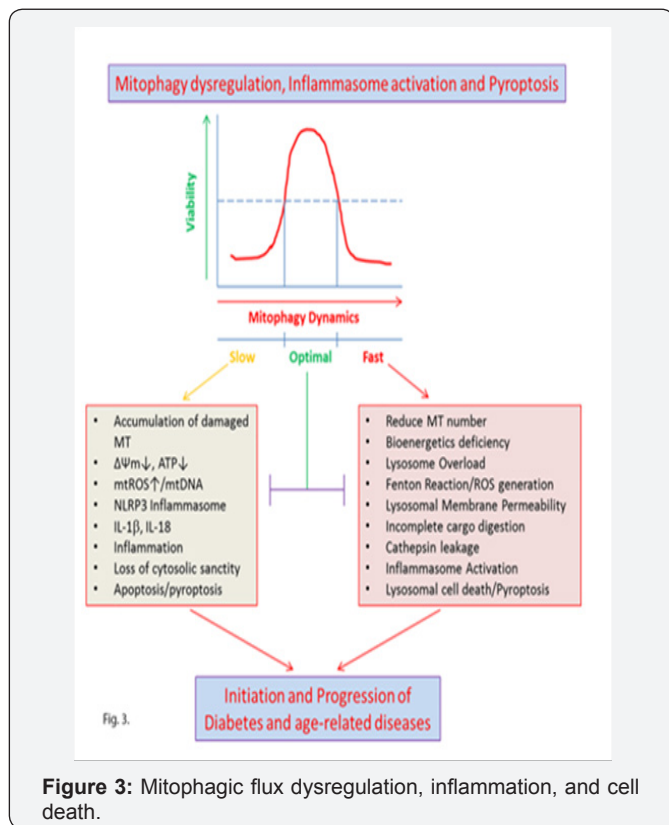 Mitophagy dysregulation, Inflammasome activation and Pyroptosis
Viability
Mitophagy Dynamics
Slow
Optimal
Fast
• Accumulation of damaged
MT
• ΔΨm↓, ATP↓
• mtROS↑/mtDNA
• NLRP3 Inflammasome
• IL-1β, IL-18
• Inflammation
• Loss of cytosolic sanctity
• Apoptosis/pyroptosis
• Reduce MT number
• Bioenergetics deficiency
• Lysosome Overload
• Fenton Reaction/ROS generation
• Lysosomal Membrane Permeability
• Incomplete cargo digestion
• Cathepsin leakage
• Inflammasome Activation
• Lysosomal cell death/Pyroptosis
Initiation and Progression of
Diabetes and age-related diseases
Fig. 3.
Figure 3: Mitophagic flux dysregulation, inflammation, and cell
death.